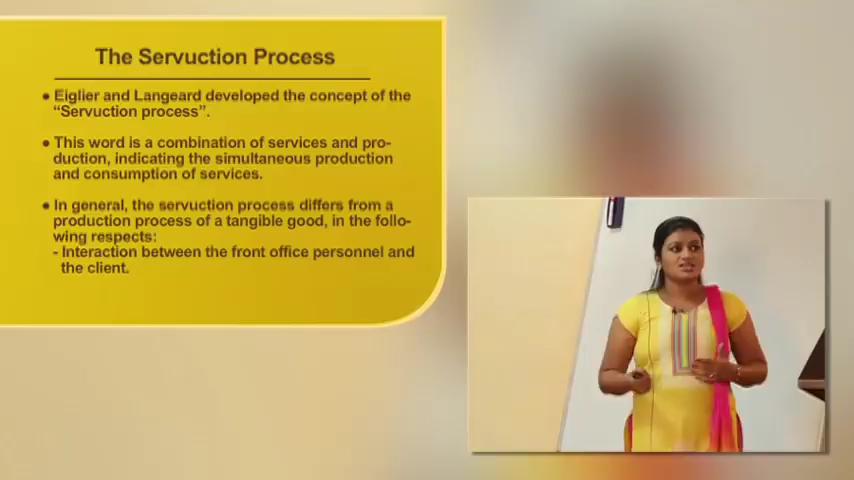 The Servuction Process
● Eiglier and Langeard developed the concept of the
“Servuction process”.
● This word is a combination of services and pro-
duction, indicating the simultaneous production
and consumption of services.
● In general, the servuction process differs from a
production process of a tangible good, in the follo-
wing respects:
- Interaction between the front office personnel and
the client.